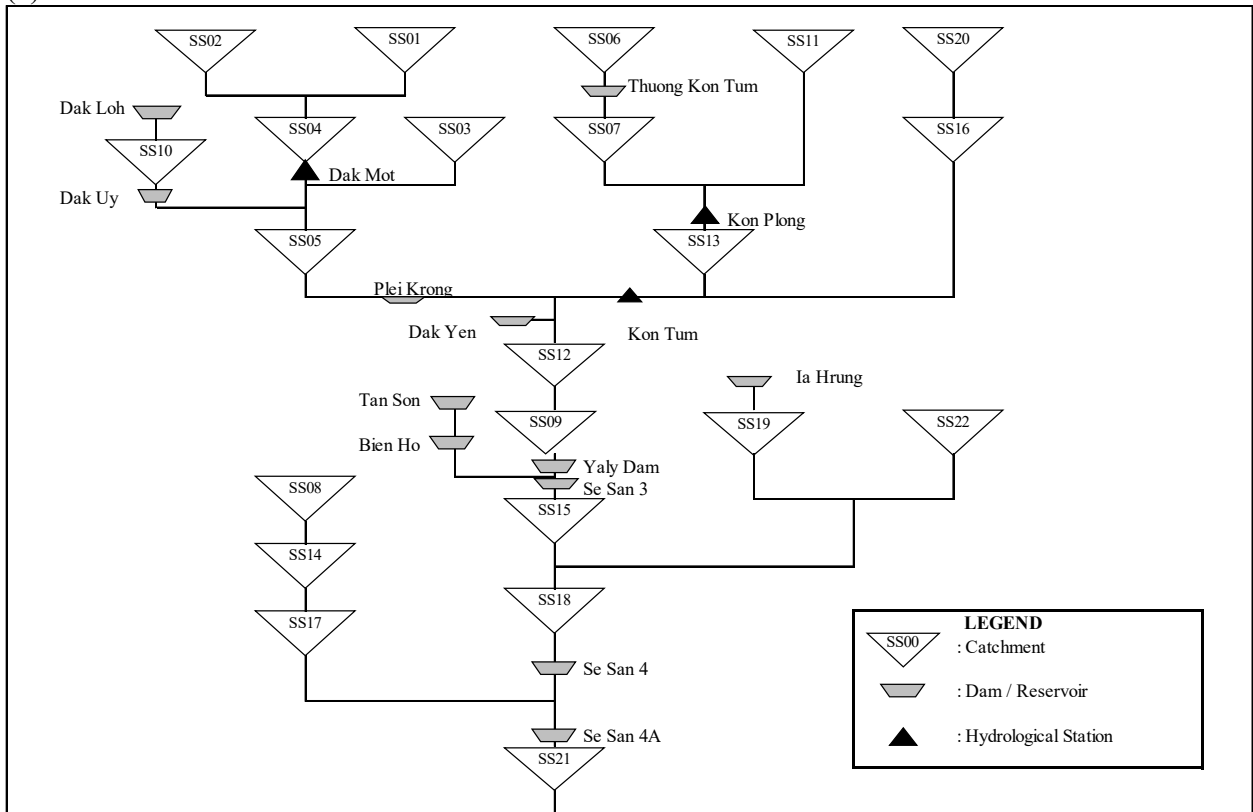 SS02
SS01
SS06
SS11
SS20
Dak Loh
Thuong Kon Tum
SS10
SS04
SS03
SS07
SS16
Dak Mot
Dak Uy
Kon Plong
SS05
SS13
Plei Krong
Dak Yen
Kon Tum
SS12
Ia Hrung
Tan Son
SS09
SS19
SS22
Bien Ho
Yaly Dam
Se San 3
SS08
SS15
SS14
SS18
SS17
LEGEND
SS00
: Catchment
Se San 4
: Dam / Reservoir
Se San 4A
: Hydrological Station
SS21